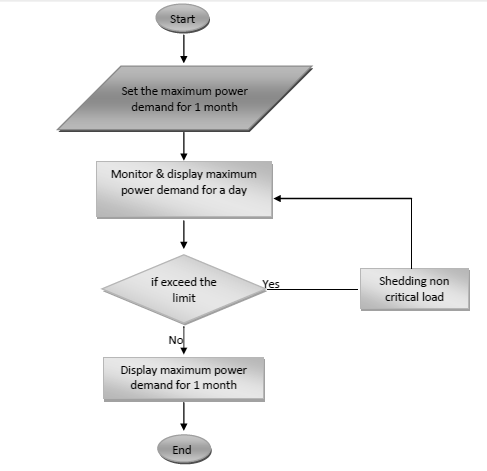 Start
Set the maximum power
demand for 1 month
Monitor & display maximum
power demand for a day
if exceed the
limit
Yes
Shedding non
critical load
No
Display maximum power
demand for 1 month
End